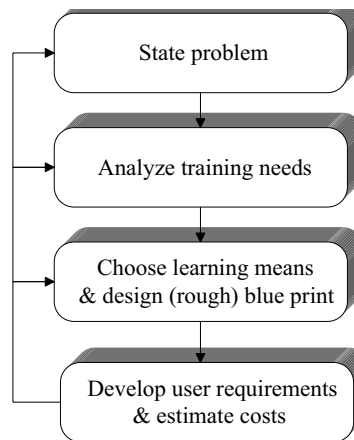 State problem
Analyze training needs
Choose learning means
& design (rough) blue print
Develop user requirements
& estimate costs